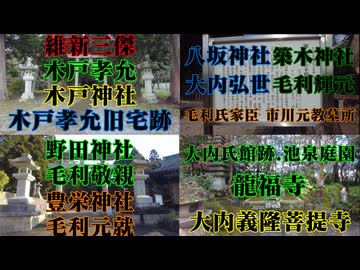 維新三傑
木戸孝允
木戸神社
木戸孝允旧宅跡
八坂神社 築木神社
大内弘世 毛利輝元
毛利氏家臣 市川元教墓所
野田神社
毛利敬親
豊栄神社
毛利元就
大内氏館跡.池泉庭園
龍福寺
大内義隆菩提寺